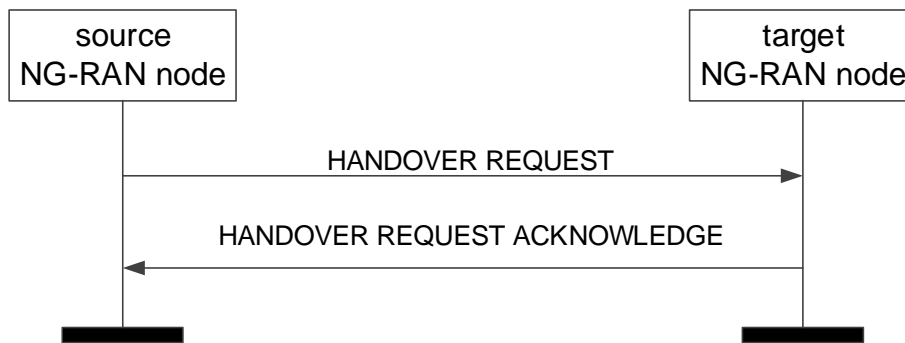 source
NG-RAN node
target
NG-RAN node
HANDOVER REQUEST
HANDOVER REQUEST ACKNOWLEDGE